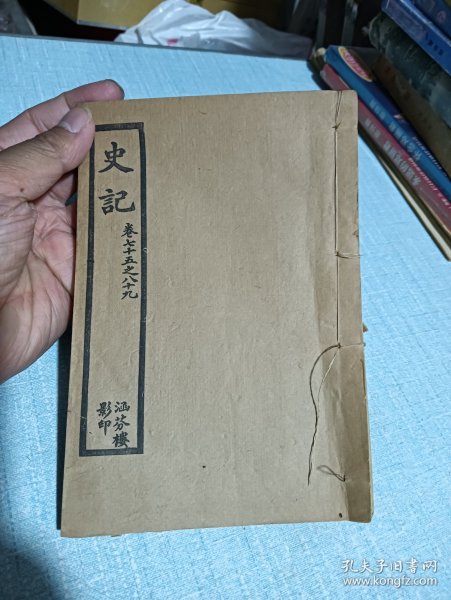 史記
卷七十五之八十九
涵芬樓
影印
孔夫子旧书网
www.kongfz.com